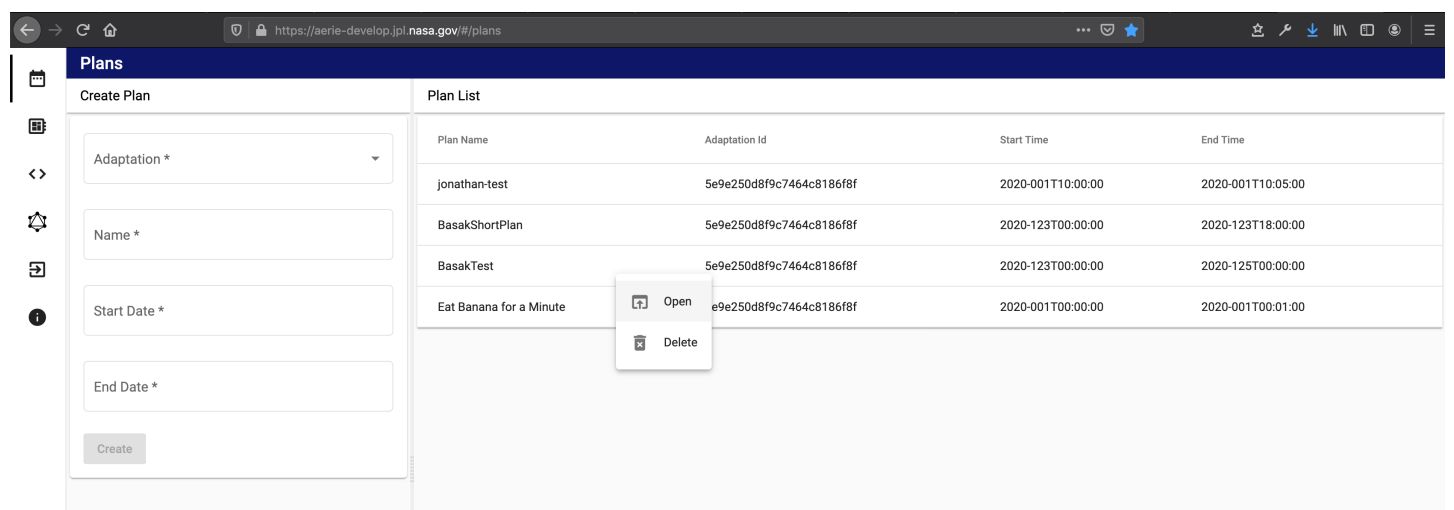 https://aerie-develop.jpl.nasa.gov/#/plans
Plans
Create Plan
Adaptation *
Name *
Start Date *
End Date *
Create
Plan List
Plan Name Adaptation Id Start Time End Time
jonathan-test 5e9e250d8f9c7464c8186f8f 2020-001T10:00:00 2020-001T10:05:00
BasakShortPlan 5e9e250d8f9c7464c8186f8f 2020-123T00:00:00 2020-123T18:00:00
BasakTest 5e9e250d8f9c7464c8186f8f 2020-123T00:00:00 2020-125T00:00:00
Eat Banana for a Minute e9e250d8f9c7464c8186f8f 2020-001T00:00:00 2020-001T00:01:00
Open
Delete